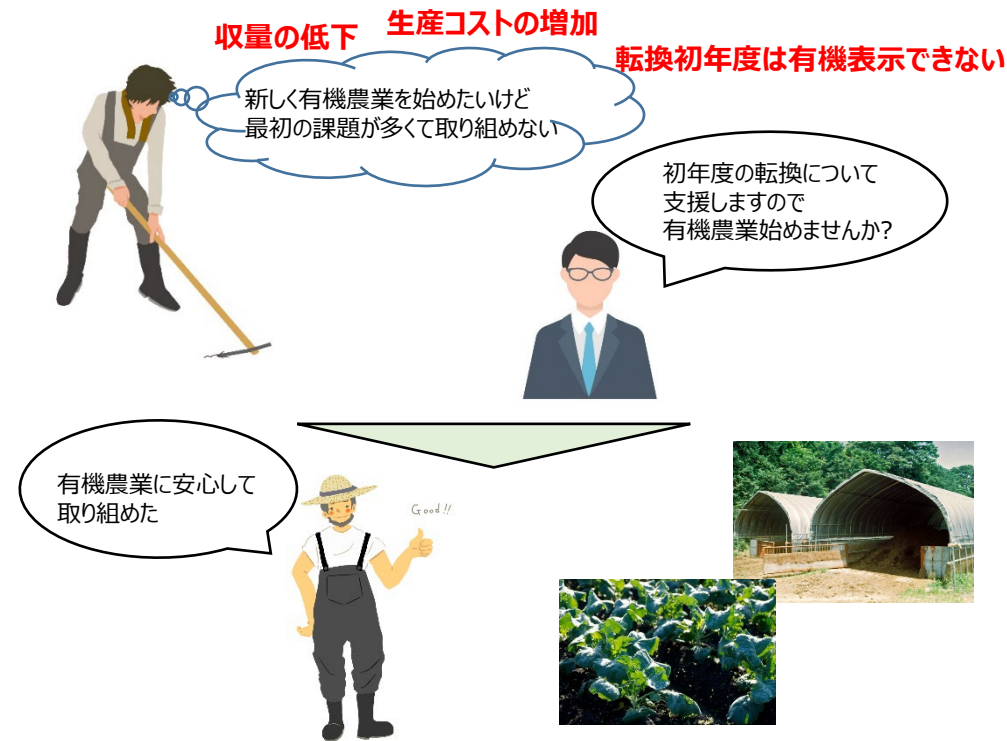 収量の低下
生産コストの増加
転換初年度は有機表示できない
新しく有機農業を始めたいけど
最初の課題が多くて取り組めない
初年度の転換について
支援しますので
有機農業始めませんか?
有機農業に安心して
取り組めた
Good!!